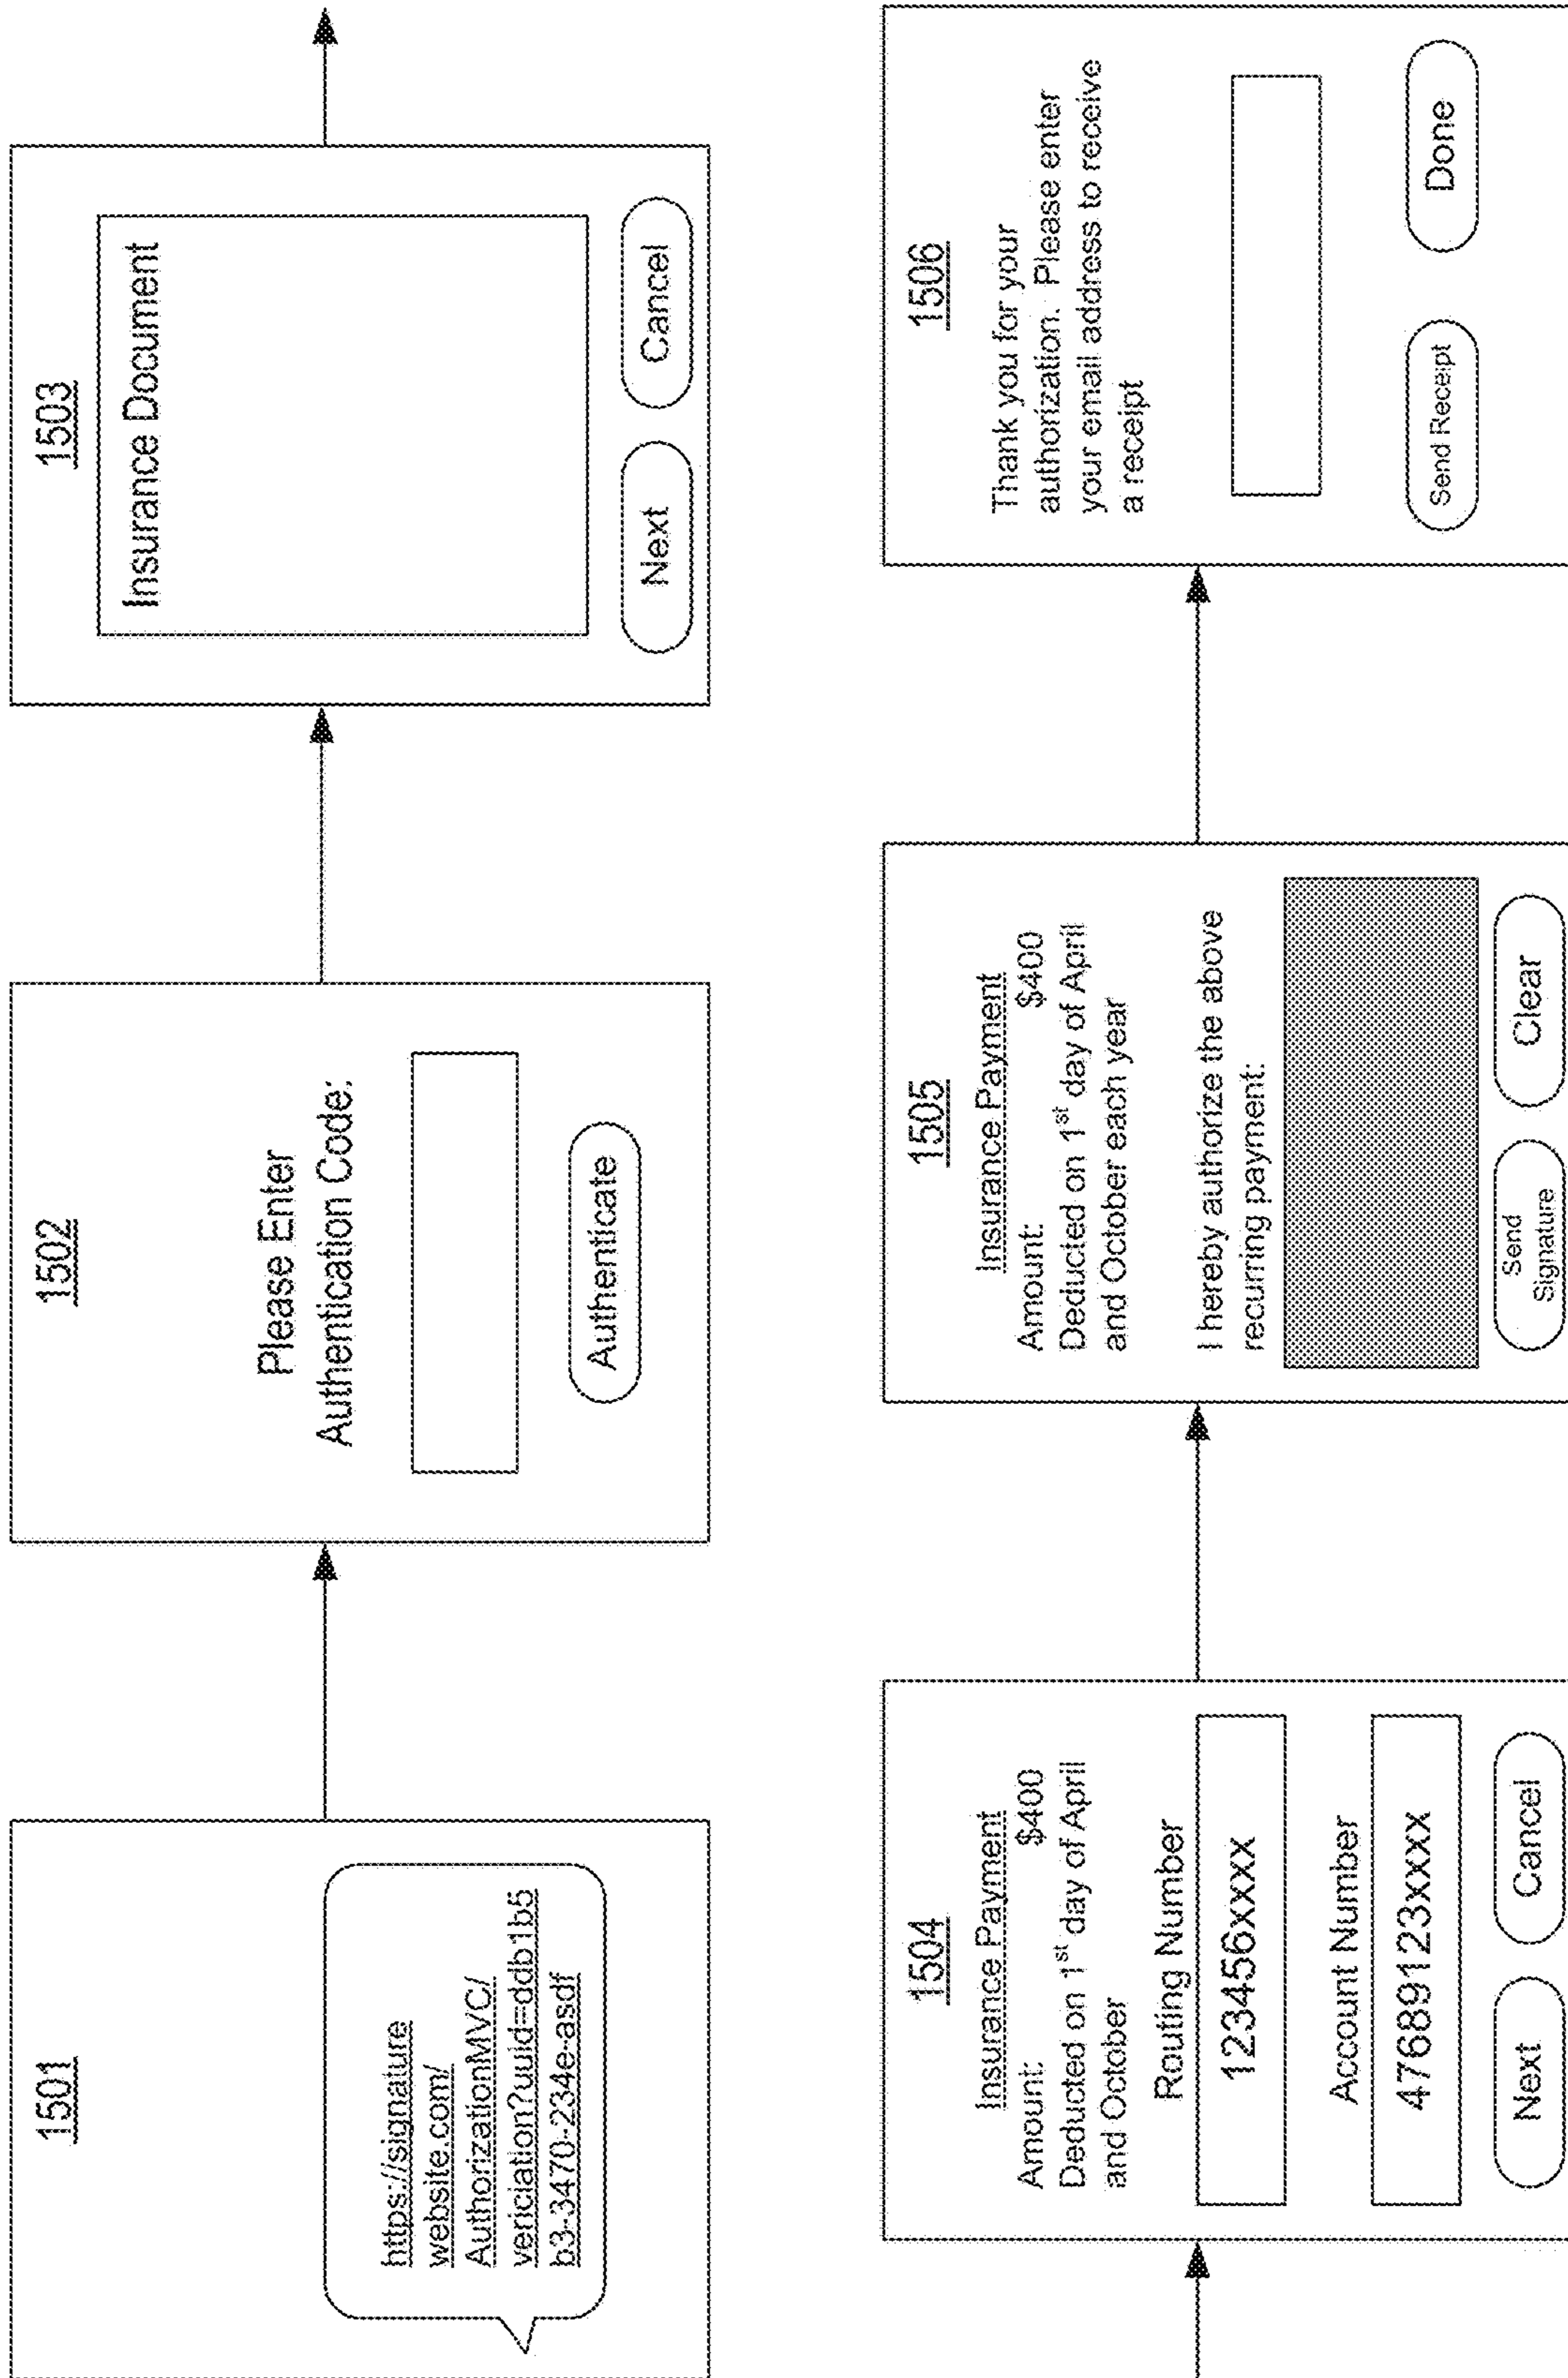 1501
https://signature
website.com/
AuthorizationMVC/
vericiation?uuid=ddb1b5
b3-3470-234e-asdf
1502
Please Enter
Authentication Code:
Authenticate
1503
Insurance Document
Next
Cancel
1504
Insurance Payment
Amount: $400
Deducted on 1st day of April
and October
Routing Number
123456xxxx
Account Number
47689123xxxx
Next
Cancel
1505
Insurance Payment
Amount: $400
Deducted on 1st day of April
and October each year
I hereby authorize the above
recurring payment:
Send
Signature
Clear
1506
Thank you for your
authorization. Please enter
your email address to receive
a receipt
Send Receipt
Done